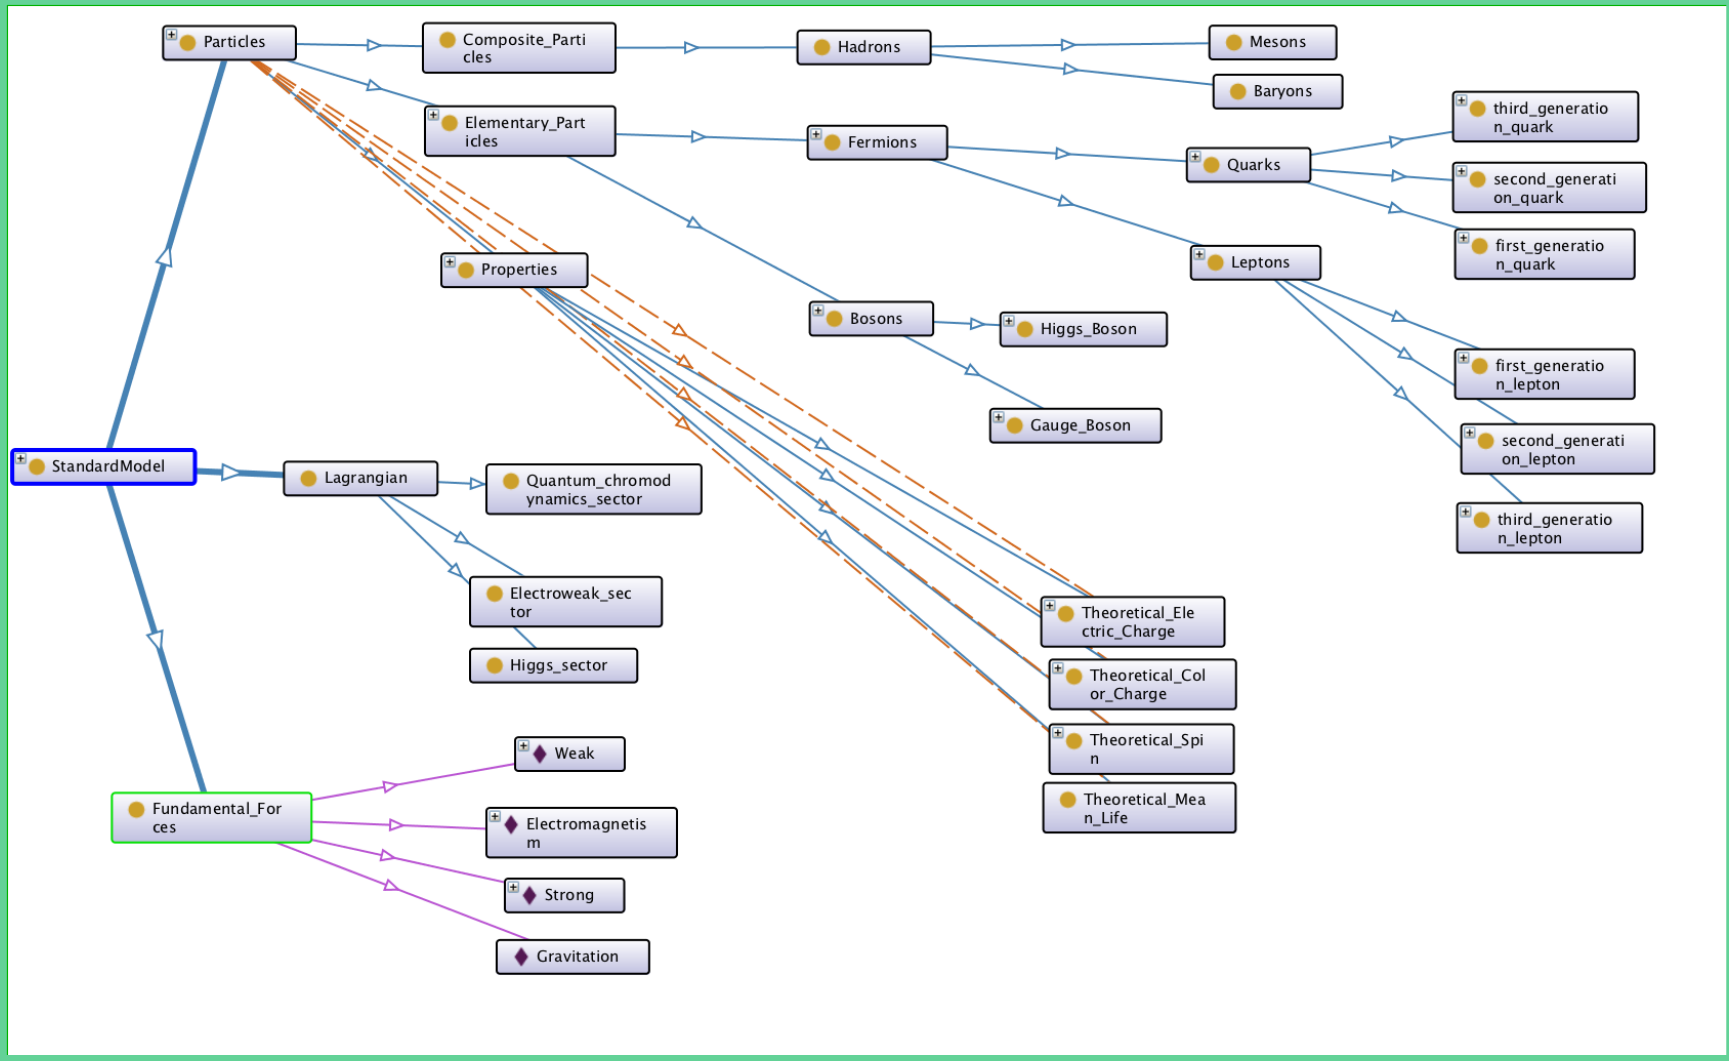 Particles
Composite_Parti
cles
Hadrons
Mesons
Baryons
Elementary_Part
icles
Fermions
Quarks
third_generatio
n_quark
second_generati
on_quark
first_generatio
n_quark
Leptons
Properties
Bosons
Higgs_Boson
Gauge_Boson
first_generatio
n_lepton
second_generati
on_lepton
third_generatio
n_lepton
StandardModel
Lagrangian
Quantum_chromod
ynamics_sector
Electroweak_sec
tor
Higgs_sector
Theoretical_Ele
ctric_Charge
Theoretical_Col
or_Charge
Theoretical_Spi
n
Theoretical_Mea
n_Life
Fundamental_For
ces
Weak
Electromagnetis
m
Strong
Gravitation